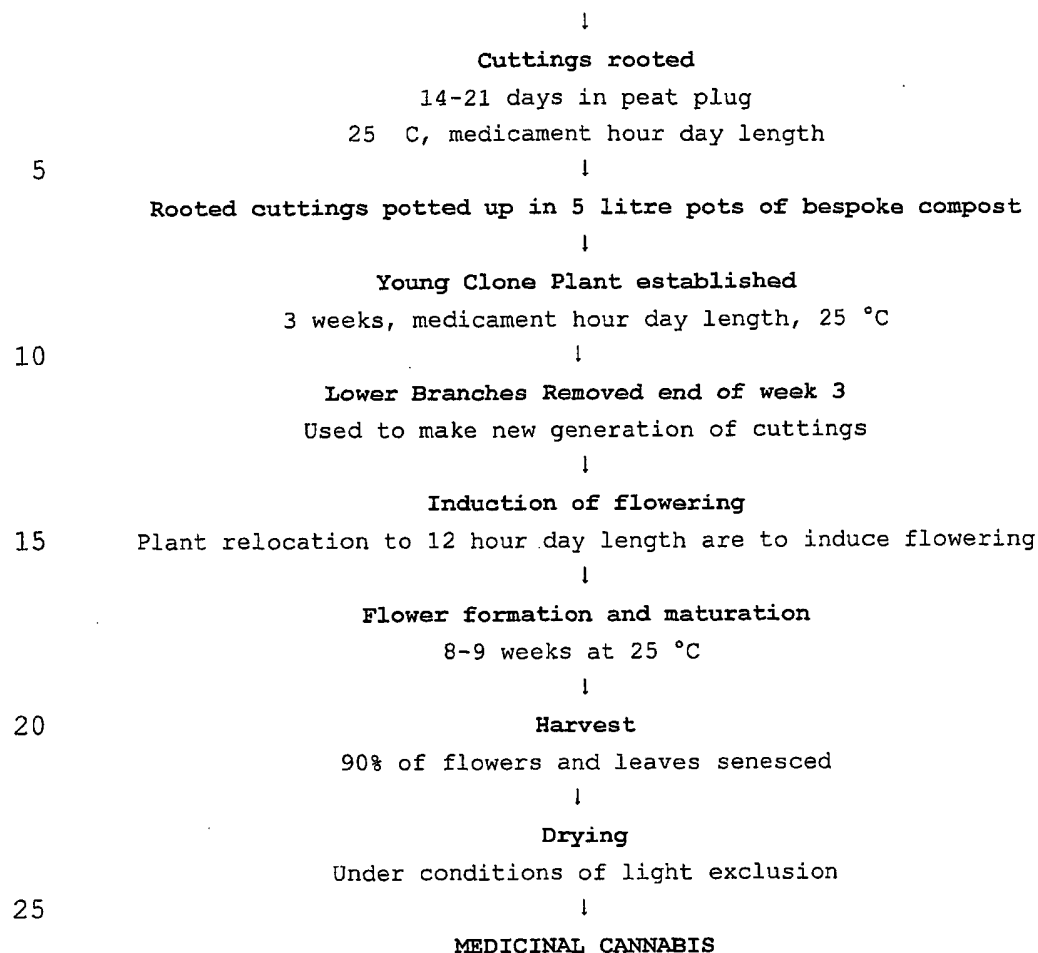 ↓
Cuttings rooted
14-21 days in peat plug
25 C, medicament hour day length
5 ↓
Rooted cuttings potted up in 5 litre pots of bespoke compost
↓
Young Clone Plant established
3 weeks, medicament hour day length, 25 °C
10 ↓
Lower Branches Removed end of week 3
Used to make new generation of cuttings
↓
Induction of flowering
15 Plant relocation to 12 hour day length are to induce flowering
↓
Flower formation and maturation
8-9 weeks at 25 °C
↓
20 Harvest
90% of flowers and leaves senesced
↓
Drying
Under conditions of light exclusion
25 ↓
MEDICINAL CANNABIS